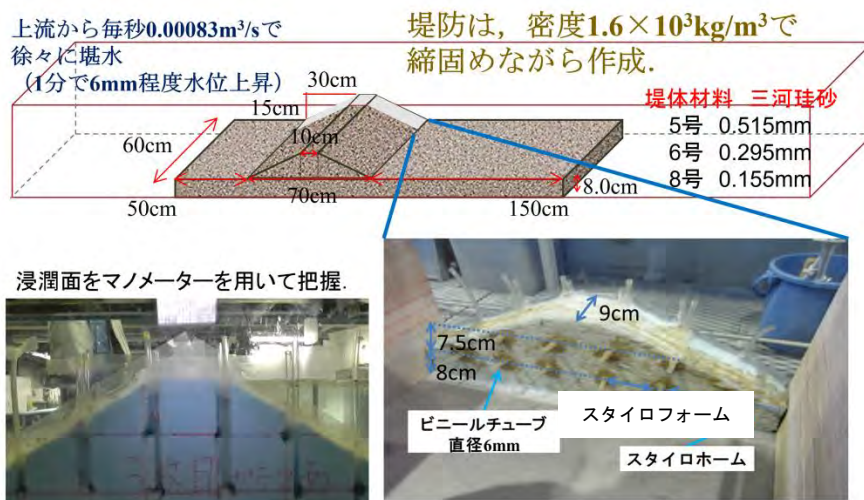 上流から毎秒0.00083m³/sで
徐々に堪水
（1分で6mm程度水位上昇）
堤防は，密度1.6×10³kg/m³で
締固めながら作成.
30cm
15cm
10cm
60cm
70cm
50cm
150cm
8.0cm
堤体材料　三河珪砂
5号　0.515mm
6号　0.295mm
8号　0.155mm
浸潤面をマノメーターを用いて把握.
9cm
7.5cm
8cm
ビニールチューブ
直径6mm
スタイロフォーム
スタイロホーム